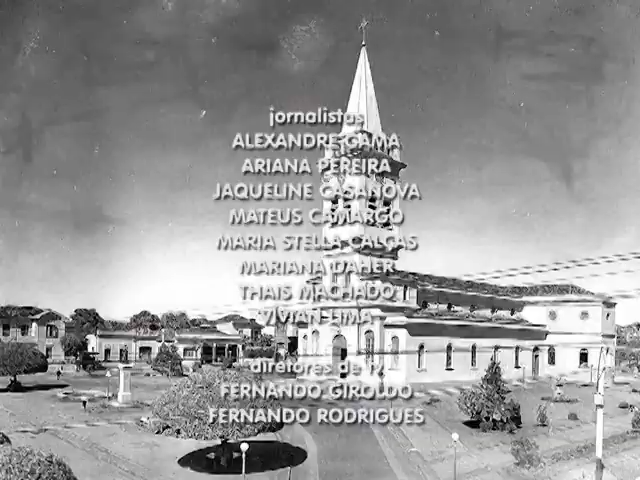 jornalistas
ALEXANDRE GAMA
ARIANA PEREIRA
JAQUELINE CASANOVA
MATEUS CAMARGO
MARIA STELLA CALÇAS
MARIANA DAHER
THAIS MACHADO
VIVIAN LIMA
diretores de tv
FERNANDO GIROLDO
FERNANDO RODRIGUES